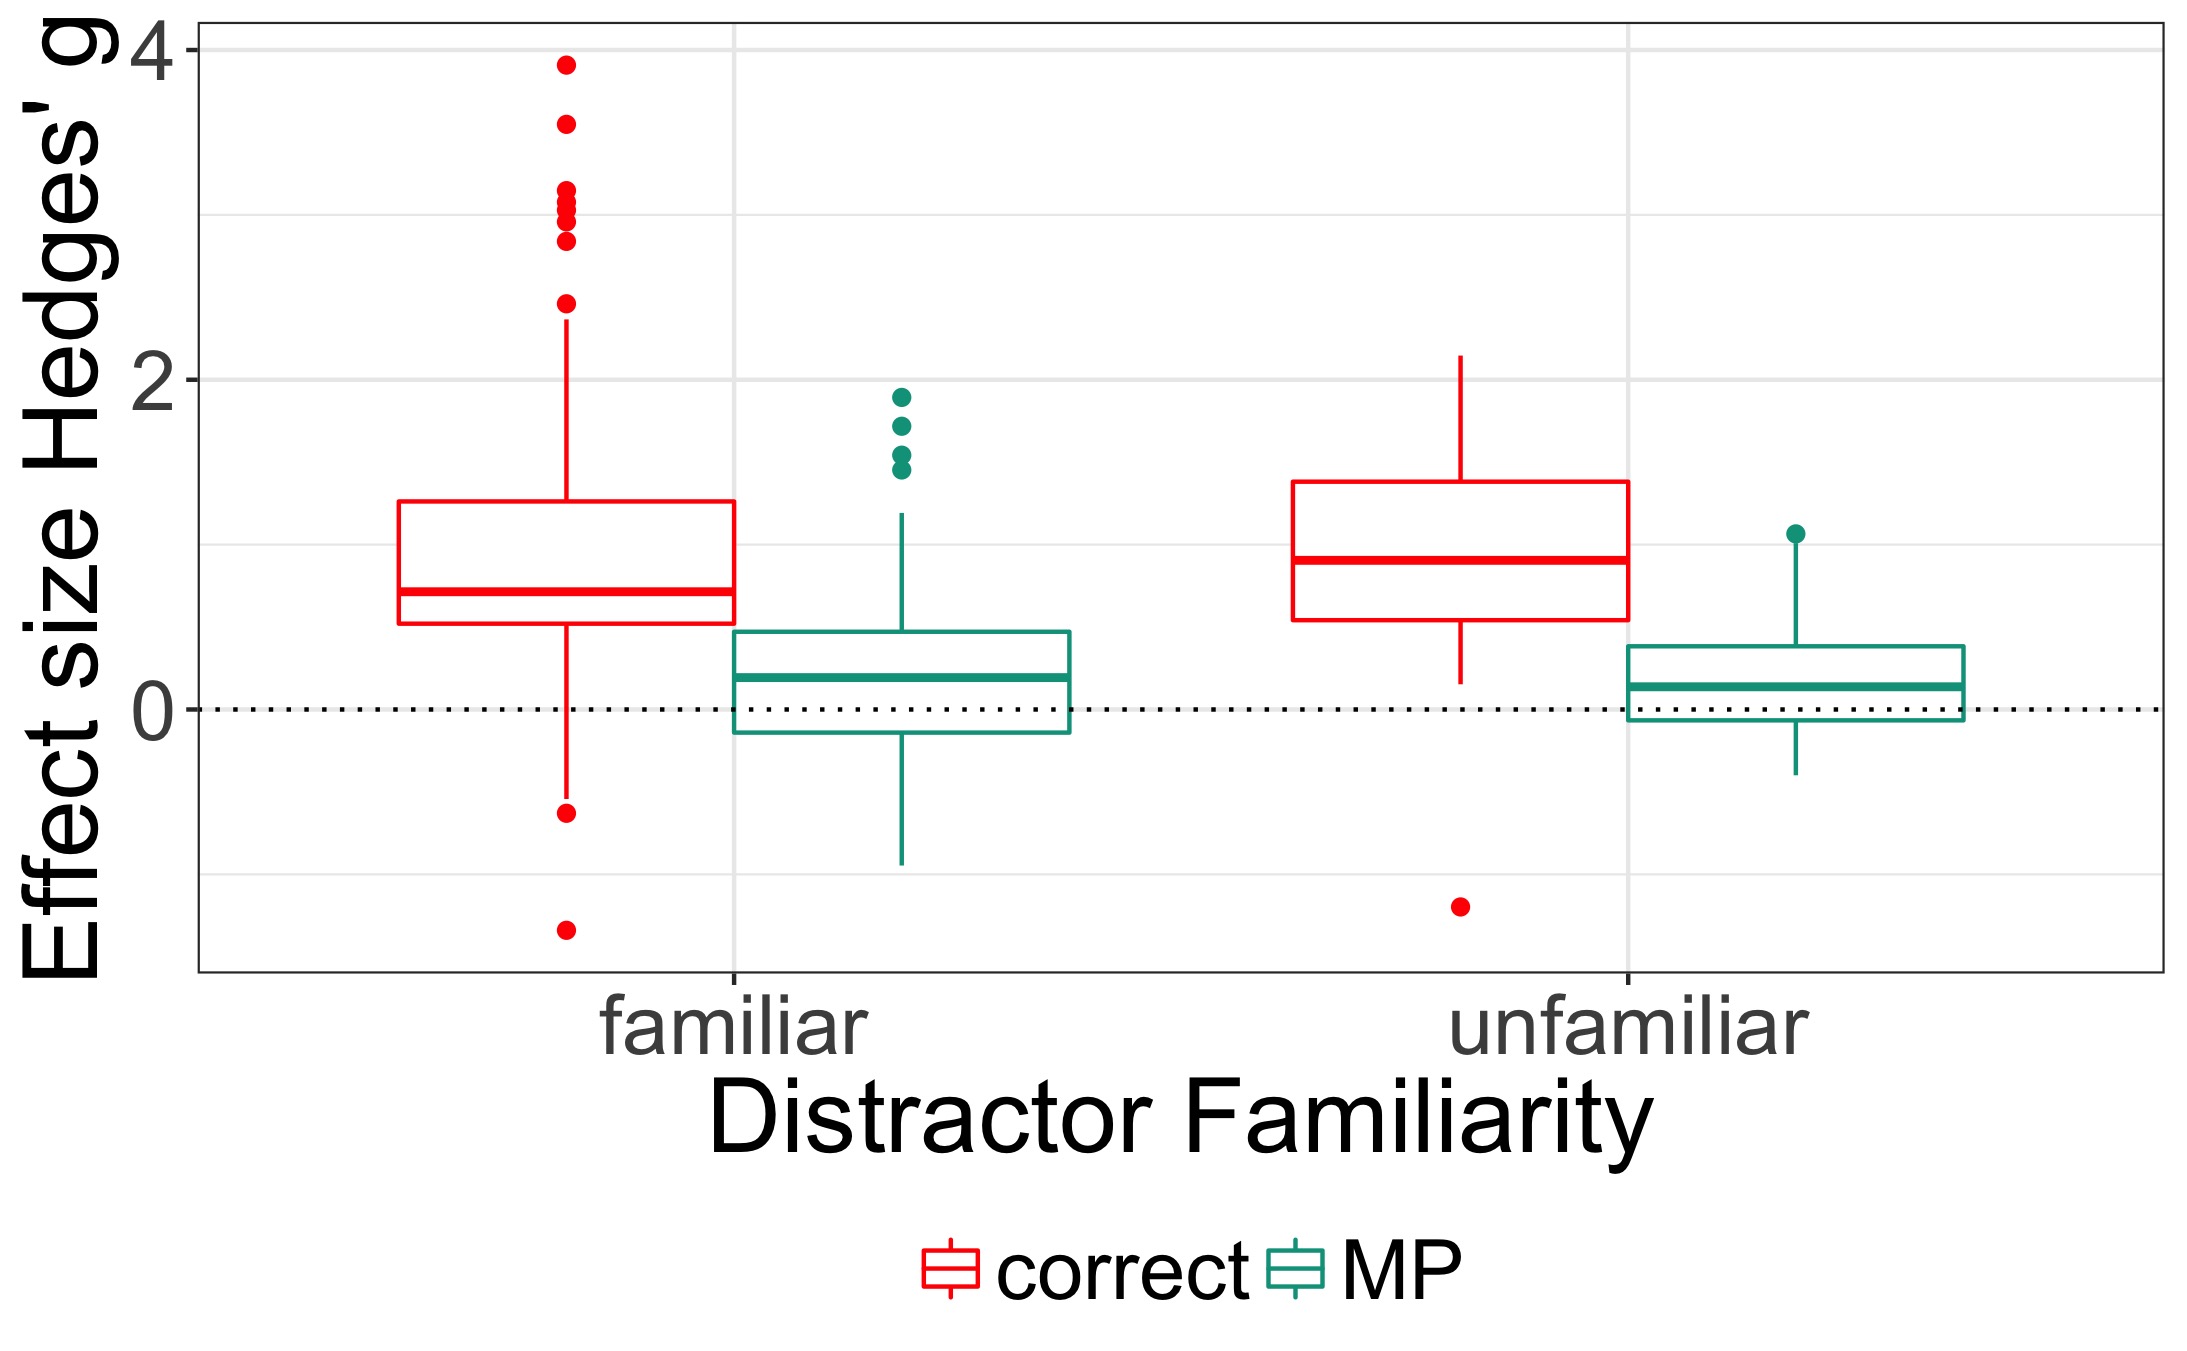 Effect size Hedges' g
4
2
0
familiar unfamiliar
Distractor Familiarity
correct MP